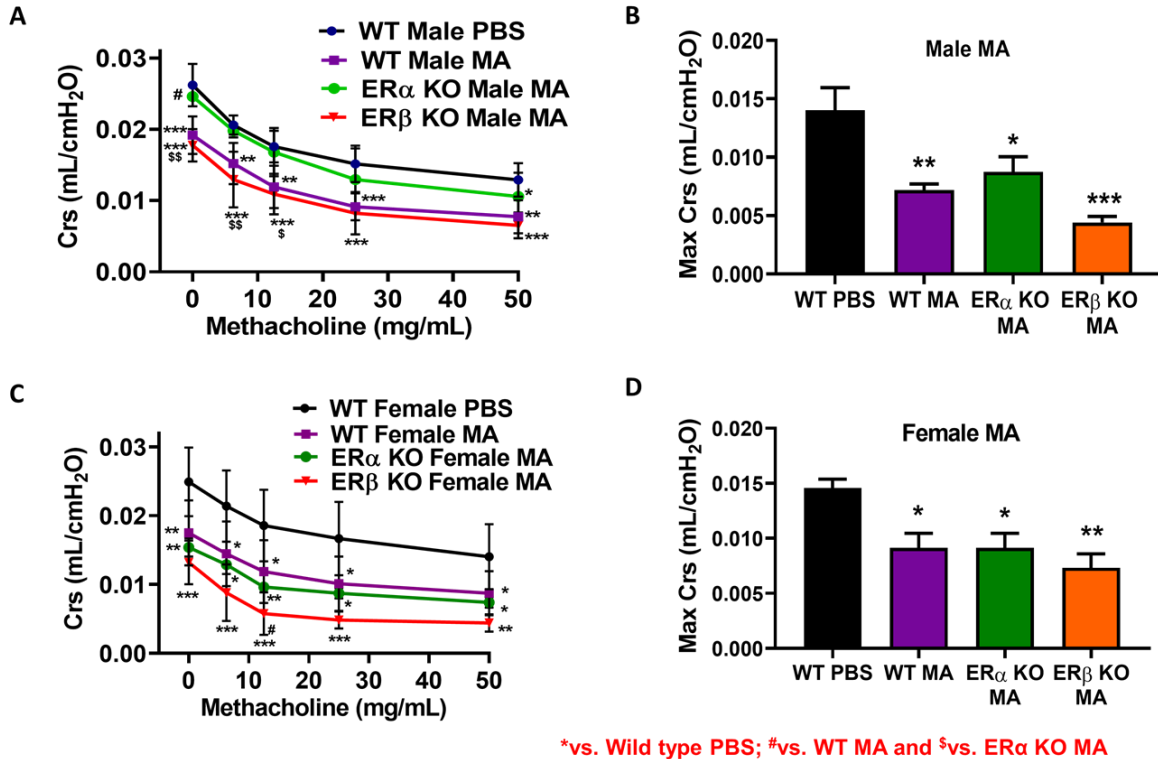 A
WT Male PBS
WT Male MA
ERα KO Male MA
ERβ KO Male MA
Crs (mL/cmH₂O)
0.03
0.02
0.01
0.00
#
***
***
$$
**
***
$$
**
***
$
***
***
*
**
***
0 10 20 30 40 50
Methacholine (mg/mL)
B
Male MA
Max Crs (mL/cmH₂O)
0.020
0.015
0.010
0.005
0.000
**
*
***
WT PBS WT MA ERα KO MA ERβ KO MA
C
WT Female PBS
WT Female MA
ERα KO Female MA
ERβ KO Female MA
Crs (mL/cmH₂O)
0.03
0.02
0.01
0.00
**
**
***
*
*
***
*
**
#
***
*
*
***
*
*
**
0 10 20 30 40 50
Methacholine (mg/mL)
D
Female MA
Max Crs (mL/cmH₂O)
0.020
0.015
0.010
0.005
0.000
*
*
**
WT PBS WT MA ERα KO MA ERβ KO MA
*vs. Wild type PBS; #vs. WT MA and $vs. ERα KO MA